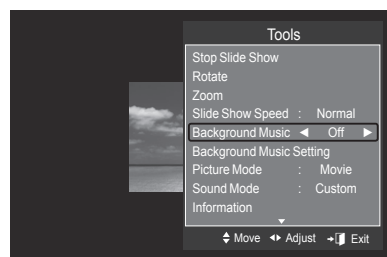 Tools
Stop Slide Show
Rotate
Zoom
Slide Show Speed : Normal
Background Music ◄ Off ►
Background Music Setting
Picture Mode : Movie
Sound Mode : Custom
Information
Move Adjust Exit